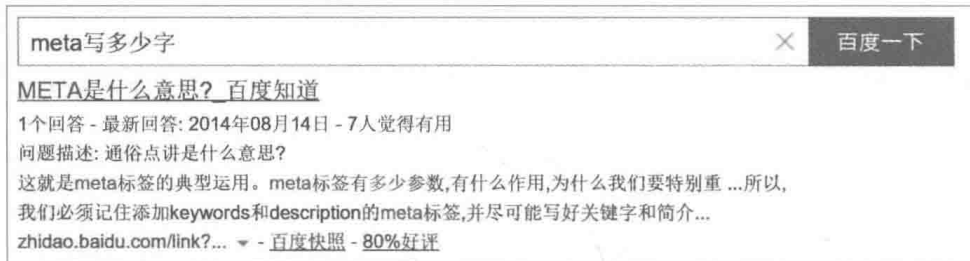 meta写多少字
百度一下
META是什么意思?_百度知道
1个回答 - 最新回答: 2014年08月14日 - 7人觉得有用
问题描述: 通俗点讲是什么意思?
这就是meta标签的典型运用。meta标签有多少参数,有什么作用,为什么我们要特别重 ...所以,
我们必须记住添加keywords和description的meta标签,并尽可能写好关键字和简介...
zhidao.baidu.com/link?... - 百度快照 - 80%好评